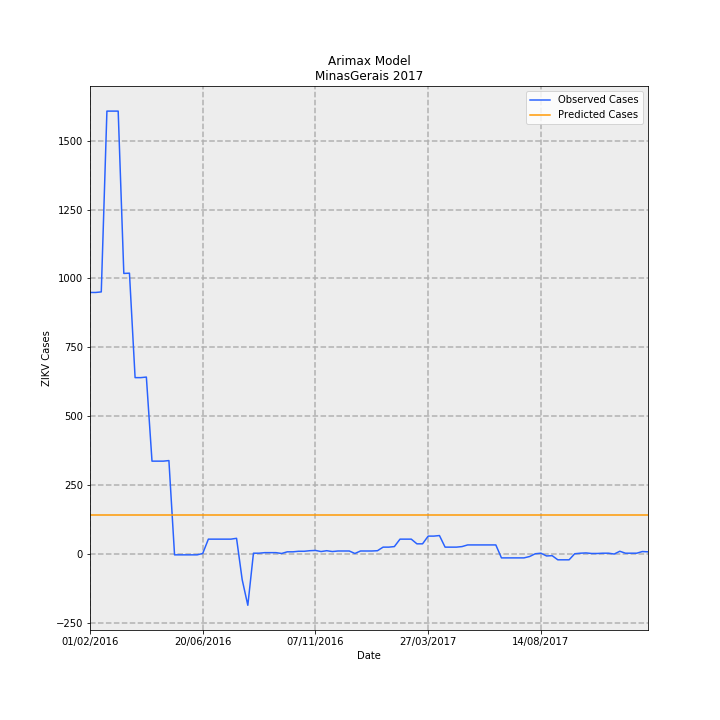 Arimax Model
MinasGerais 2017
Observed Cases
Predicted Cases
1500
1250
1000
750
500
250
0
−250
ZIKV Cases
01/02/2016
20/06/2016
07/11/2016
27/03/2017
14/08/2017
Date